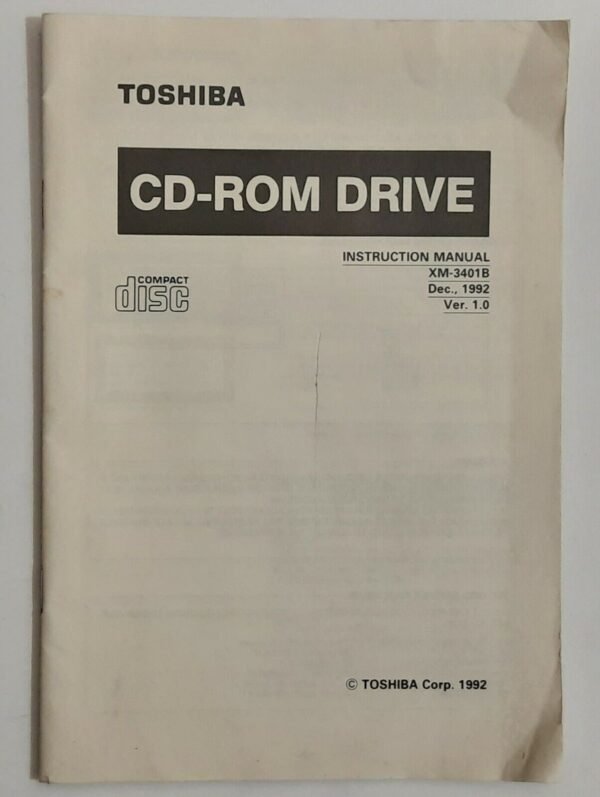 TOSHIBA
CD-ROM DRIVE
INSTRUCTION MANUAL
XM-3401B
Dec., 1992
Ver. 1.0
COMPACT
disc
© TOSHIBA Corp. 1992